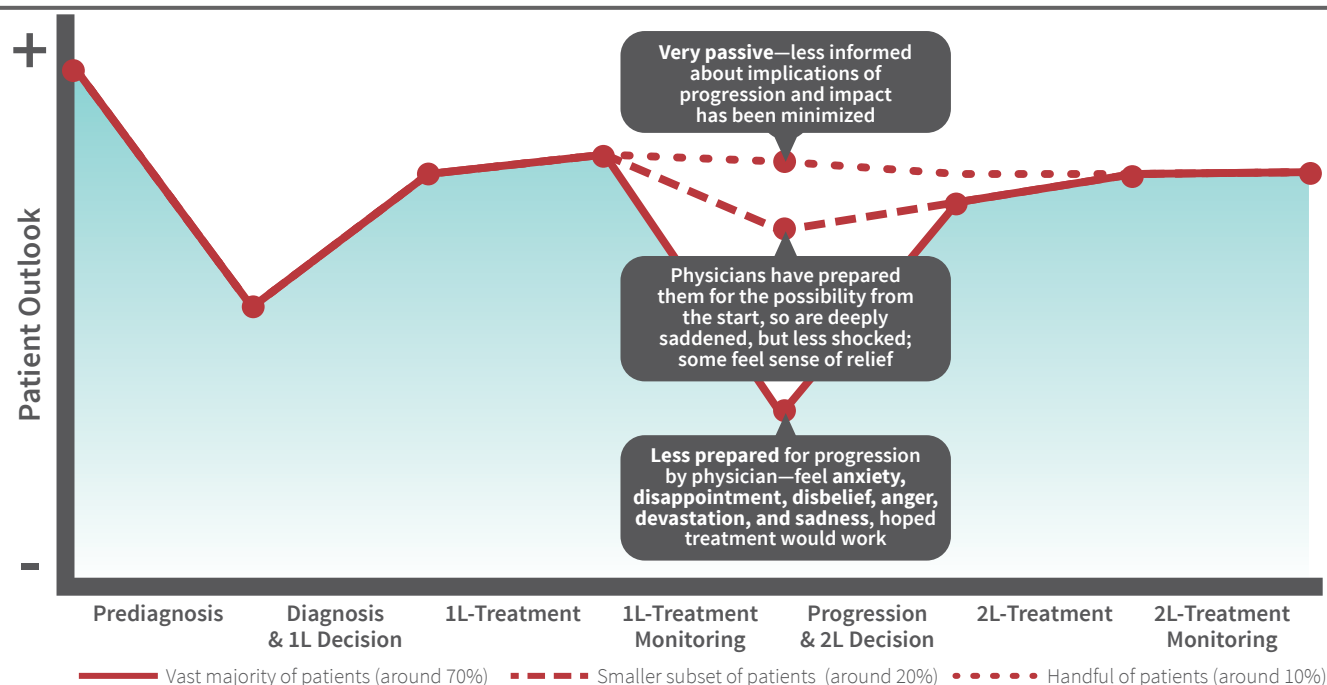 +
Patient Outlook
-
Very passive—less informed
about implications of
progression and impact
has been minimized
Physicians have prepared
them for the possibility from
the start, so are deeply
saddened, but less shocked;
some feel sense of relief
Less prepared for progression
by physician—feel anxiety,
disappointment, disbelief, anger,
devastation, and sadness, hoped
treatment would work
Prediagnosis
Diagnosis
& 1L Decision
1L-Treatment
1L-Treatment
Monitoring
Progression
& 2L Decision
2L-Treatment
2L-Treatment
Monitoring
Vast majority of patients (around 70%)
Smaller subset of patients (around 20%)
Handful of patients (around 10%)